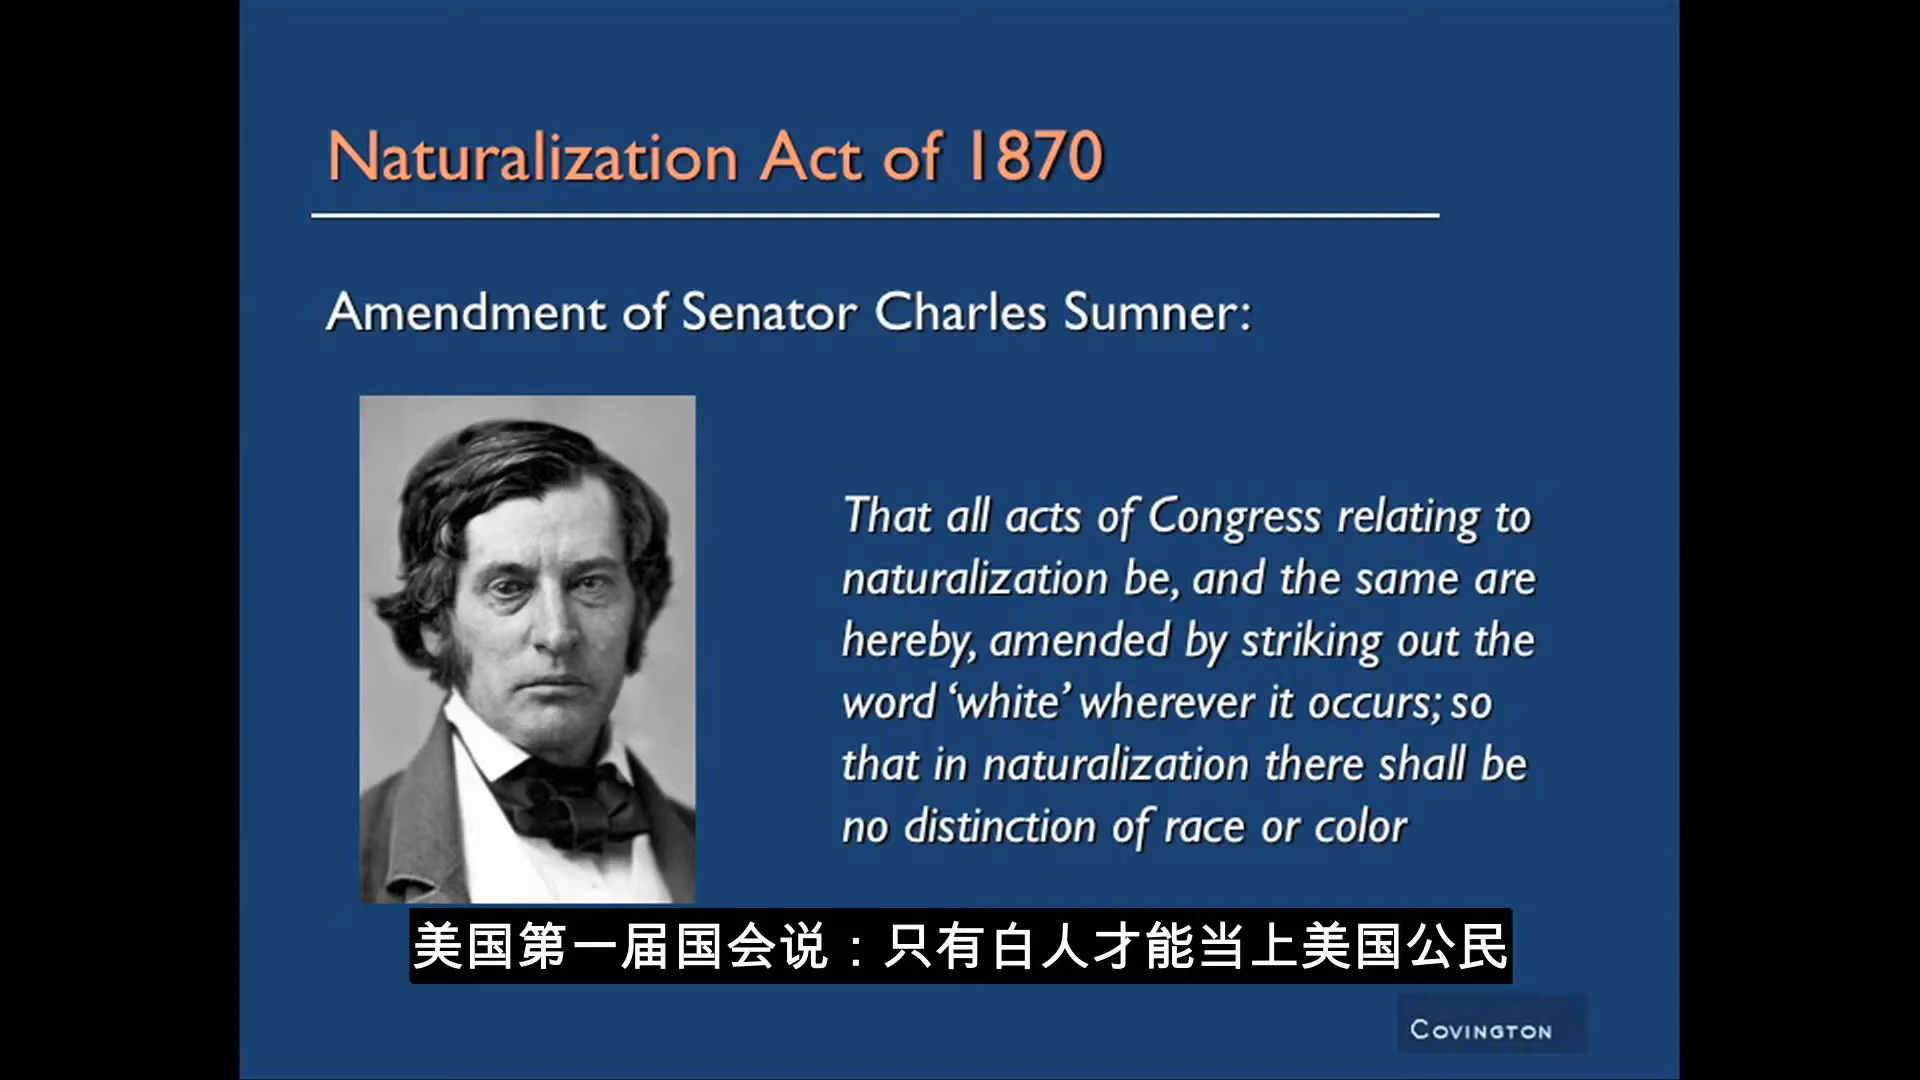 Naturalization Act of 1870
Amendment of Senator Charles Sumner:
That all acts of Congress relating to
naturalization be, and the same are
hereby, amended by striking out the
word ‘white’ wherever it occurs; so
that in naturalization there shall be
no distinction of race or color
美国第一届国会说：只有白人才能当上美国公民
COVINGTON